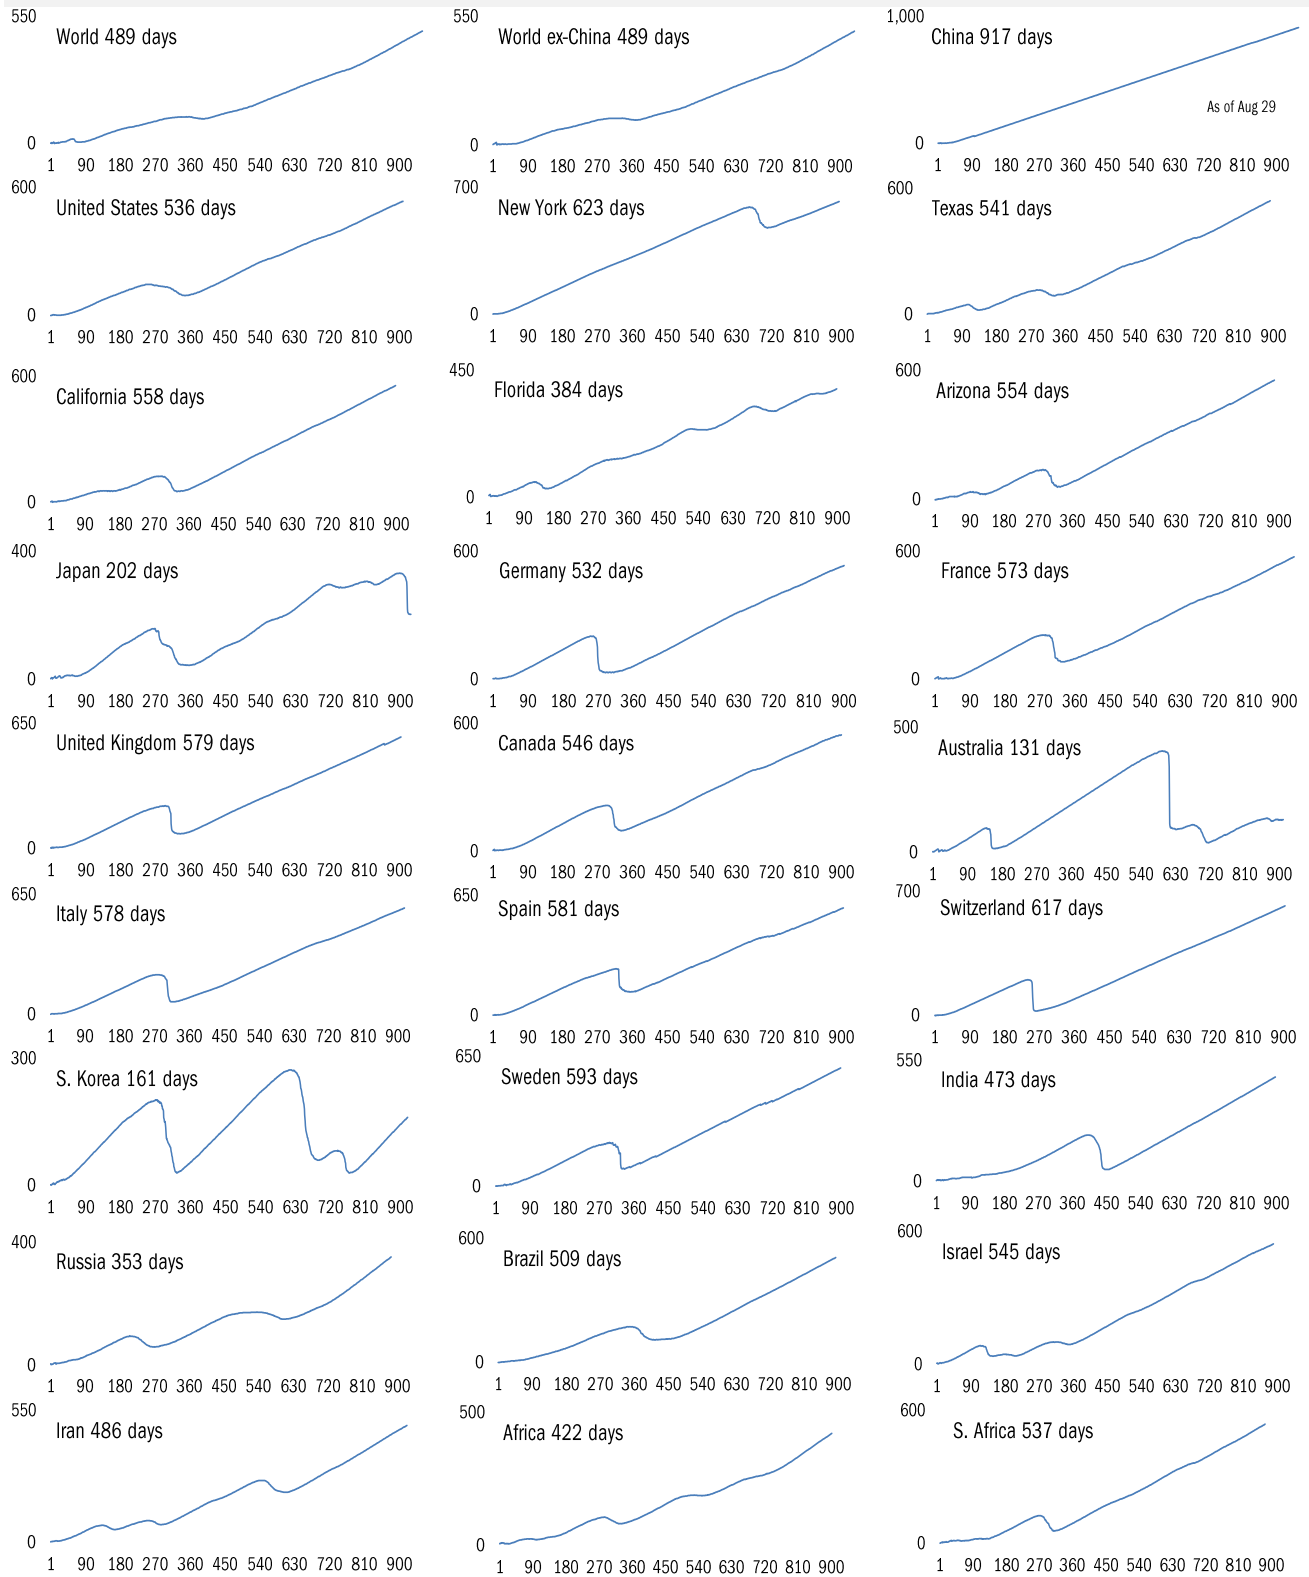 550 550 1,000
World 489 days World ex-China 489 days China 917 days
As of Aug 29
0 0 0
1 90 180 270 360 450 540 630 720 810 900 1 90 180 270 360 450 540 630 720 810 900 1 90 180 270 360 450 540 630 720 810 900
600 700 600
United States 536 days New York 623 days Texas 541 days
0 0 0
1 90 180 270 360 450 540 630 720 810 900 1 90 180 270 360 450 540 630 720 810 900 1 90 180 270 360 450 540 630 720 810 900
600 450 600
California 558 days Florida 384 days Arizona 554 days
0 0 0
1 90 180 270 360 450 540 630 720 810 900 1 90 180 270 360 450 540 630 720 810 900 1 90 180 270 360 450 540 630 720 810 900
400 600 600
Japan 202 days Germany 532 days France 573 days
0 0 0
1 90 180 270 360 450 540 630 720 810 900 1 90 180 270 360 450 540 630 720 810 900 1 90 180 270 360 450 540 630 720 810 900
650 600 500
United Kingdom 579 days Canada 546 days Australia 131 days
0 0 0
1 90 180 270 360 450 540 630 720 810 900 1 90 180 270 360 450 540 630 720 810 900 1 90 180 270 360 450 540 630 720 810 900
650 650 700
Italy 578 days Spain 581 days Switzerland 617 days
0 0 0
1 90 180 270 360 450 540 630 720 810 900 1 90 180 270 360 450 540 630 720 810 900 1 90 180 270 360 450 540 630 720 810 900
300 650 550
S. Korea 161 days Sweden 593 days India 473 days
0 0 0
1 90 180 270 360 450 540 630 720 810 900 1 90 180 270 360 450 540 630 720 810 900 1 90 180 270 360 450 540 630 720 810 900
400 600 600
Russia 353 days Brazil 509 days Israel 545 days
0 0 0
1 90 180 270 360 450 540 630 720 810 900 1 90 180 270 360 450 540 630 720 810 900 1 90 180 270 360 450 540 630 720 810 900
550 500 600
Iran 486 days Africa 422 days S. Africa 537 days
0 0 0
1 90 180 270 360 450 540 630 720 810 900 1 90 180 270 360 450 540 630 720 810 900 1 90 180 270 360 450 540 630 720 810 900